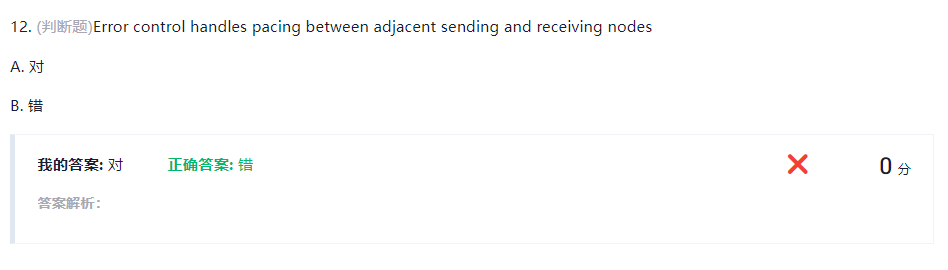 12. (判断题)Error control handles pacing between adjacent sending and receiving nodes
A. 对
B. 错
我的答案: 对 正确答案: 错 0 分
答案解析: